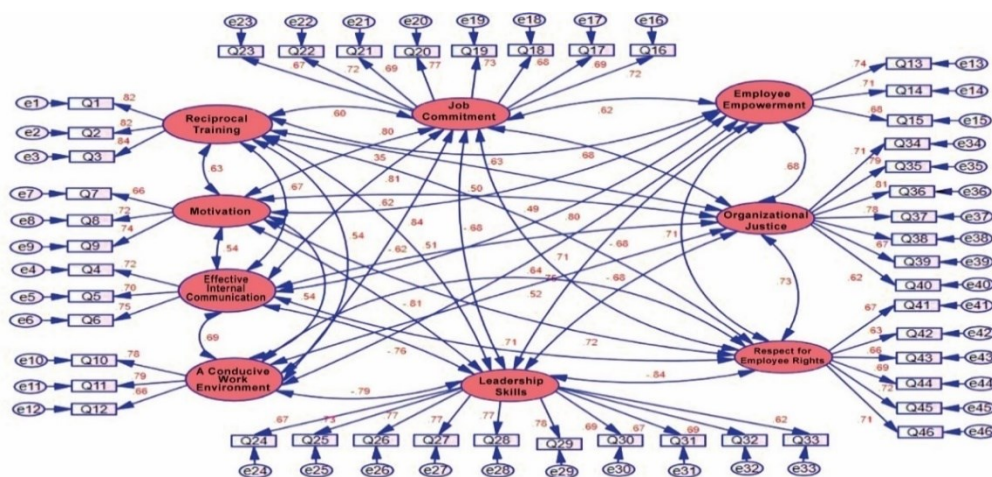 e23 e22 e21 e20 e19 e18 e17 e16
Q23 Q22 Q21 Q20 Q19 Q18 Q17 Q16
.67 .72 .69 .77 .73 .68 .69 .72
e1 Q1 .82
e2 Q2 .82
e3 Q3 .84
Reciprocal
Training
Job
Commitment
Employee
Empowerment
.74 Q13 e13
.71 Q14 e14
.68 Q15 e15
.60 .62
.80
.35 .63 .68 .68
e7 Q7 .66
e8 Q8 .72
e9 Q9 .74
.63 .67 .81 .50
Motivation
.62 .49 .80
Organizational
Justice
.71 Q34 e34
.79 Q35 e35
.81 Q36 e36
.78 Q37 e37
Q38 e38
.67 Q39 e39
.62 Q40 e40
.54 .54 .84 -.62 .51 -.68 -.68 .71
e4 Q4 .72
e5 Q5 .70
e6 Q6 .75
Effective
Internal
Communication
.54 -.81 .64 .52 .71 -.68 .73
.69 -.76 .71 .72
e10 Q10 .78
e11 Q11 .79
e12 Q12 .66
A Conducive
Work
Environment
-.79
Leadership
Skills
-.84
Respect for
Employee Rights
.67 Q41 e41
.63 Q42 e42
.66 Q43 e43
.69 Q44 e44
.72 Q45 e45
.71 Q46 e46
.67 .73 .77 .77 .77 .78 .69 .67 .69 .62
Q24 Q25 Q26 Q27 Q28 Q29 Q30 Q31 Q32 Q33
e24 e25 e26 e27 e28 e29 e30 e31 e32 e33